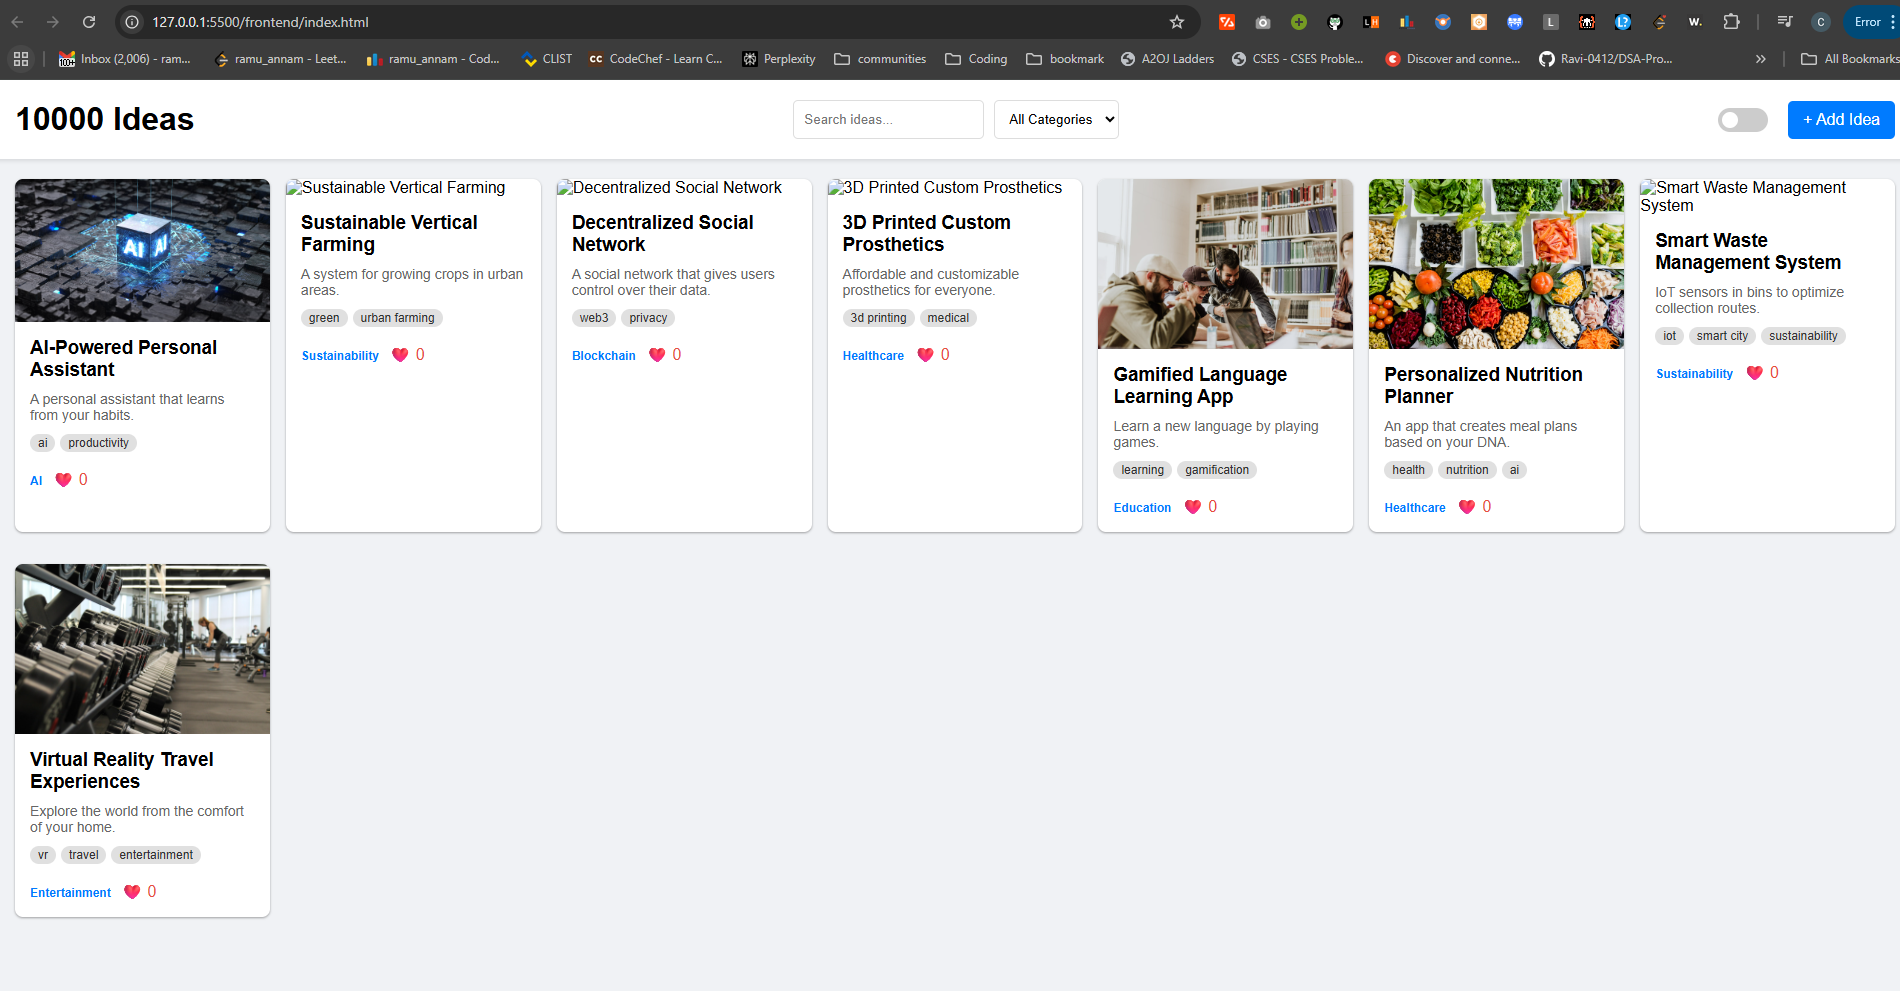 127.0.0.1:5500/frontend/index.html
Error
Inbox (2,006) - ram...
ramu_annam - Leet...
ramu_annam - Cod...
CLIST
CodeChef - Learn C...
Perplexity
communities
Coding
bookmark
A2OJ Ladders
CSES - CSES Proble...
Discover and conne...
Ravi-0412/DSA-Pro...
All Bookmarks
10000 Ideas
Search ideas...
All Categories
+ Add Idea
AI AI
AI-Powered Personal
Assistant
A personal assistant that learns
from your habits.
ai
productivity
AI
0
Sustainable Vertical Farming
Sustainable Vertical
Farming
A system for growing crops in urban
areas.
green
urban farming
Sustainability
0
Decentralized Social Network
Decentralized Social
Network
A social network that gives users
control over their data.
web3
privacy
Blockchain
0
3D Printed Custom Prosthetics
3D Printed Custom
Prosthetics
Affordable and customizable
prosthetics for everyone.
3d printing
medical
Healthcare
0
Gamified Language
Learning App
Learn a new language by playing
games.
learning
gamification
Education
0
Personalized Nutrition
Planner
An app that creates meal plans
based on your DNA.
health
nutrition
ai
Healthcare
0
Smart Waste Management
System
Smart Waste
Management System
IoT sensors in bins to optimize
collection routes.
iot
smart city
sustainability
Sustainability
0
Virtual Reality Travel
Experiences
Explore the world from the comfort
of your home.
vr
travel
entertainment
Entertainment
0